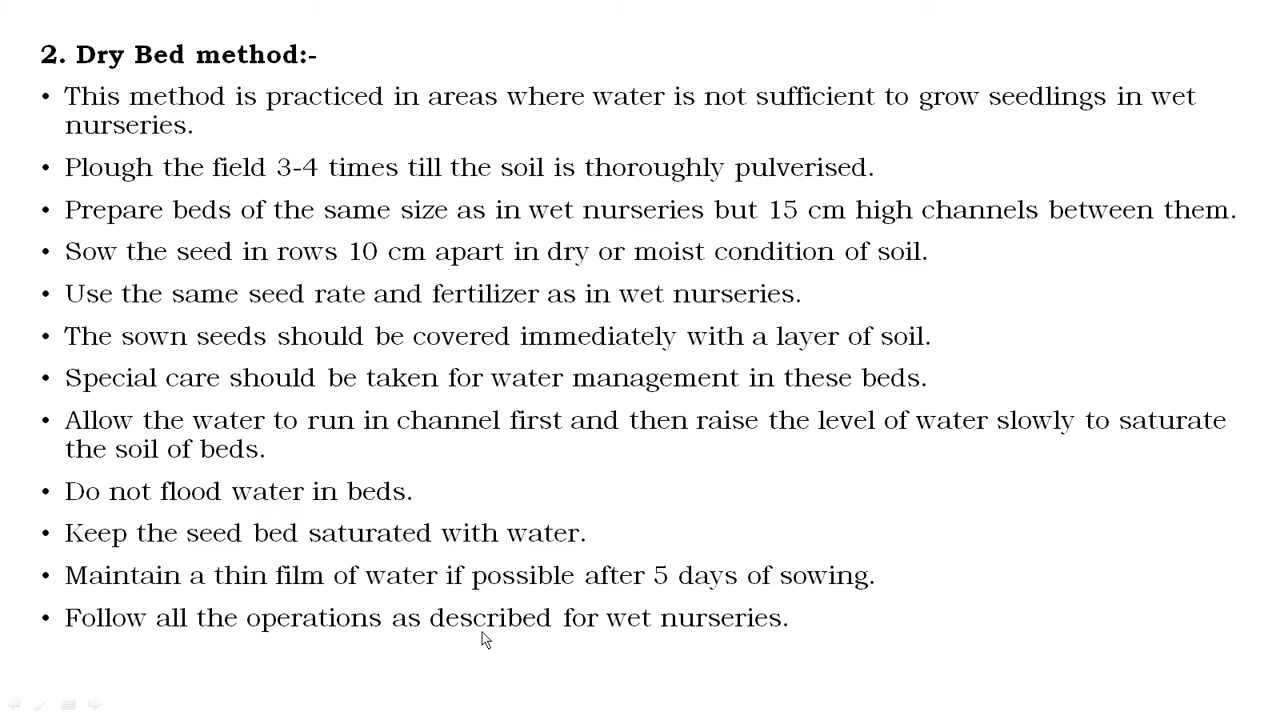 2. Dry Bed method:-
• This method is practiced in areas where water is not sufficient to grow seedlings in wet
nurseries.
• Plough the field 3-4 times till the soil is thoroughly pulverised.
• Prepare beds of the same size as in wet nurseries but 15 cm high channels between them.
• Sow the seed in rows 10 cm apart in dry or moist condition of soil.
• Use the same seed rate and fertilizer as in wet nurseries.
• The sown seeds should be covered immediately with a layer of soil.
• Special care should be taken for water management in these beds.
• Allow the water to run in channel first and then raise the level of water slowly to saturate
the soil of beds.
• Do not flood water in beds.
• Keep the seed bed saturated with water.
• Maintain a thin film of water if possible after 5 days of sowing.
• Follow all the operations as described for wet nurseries.